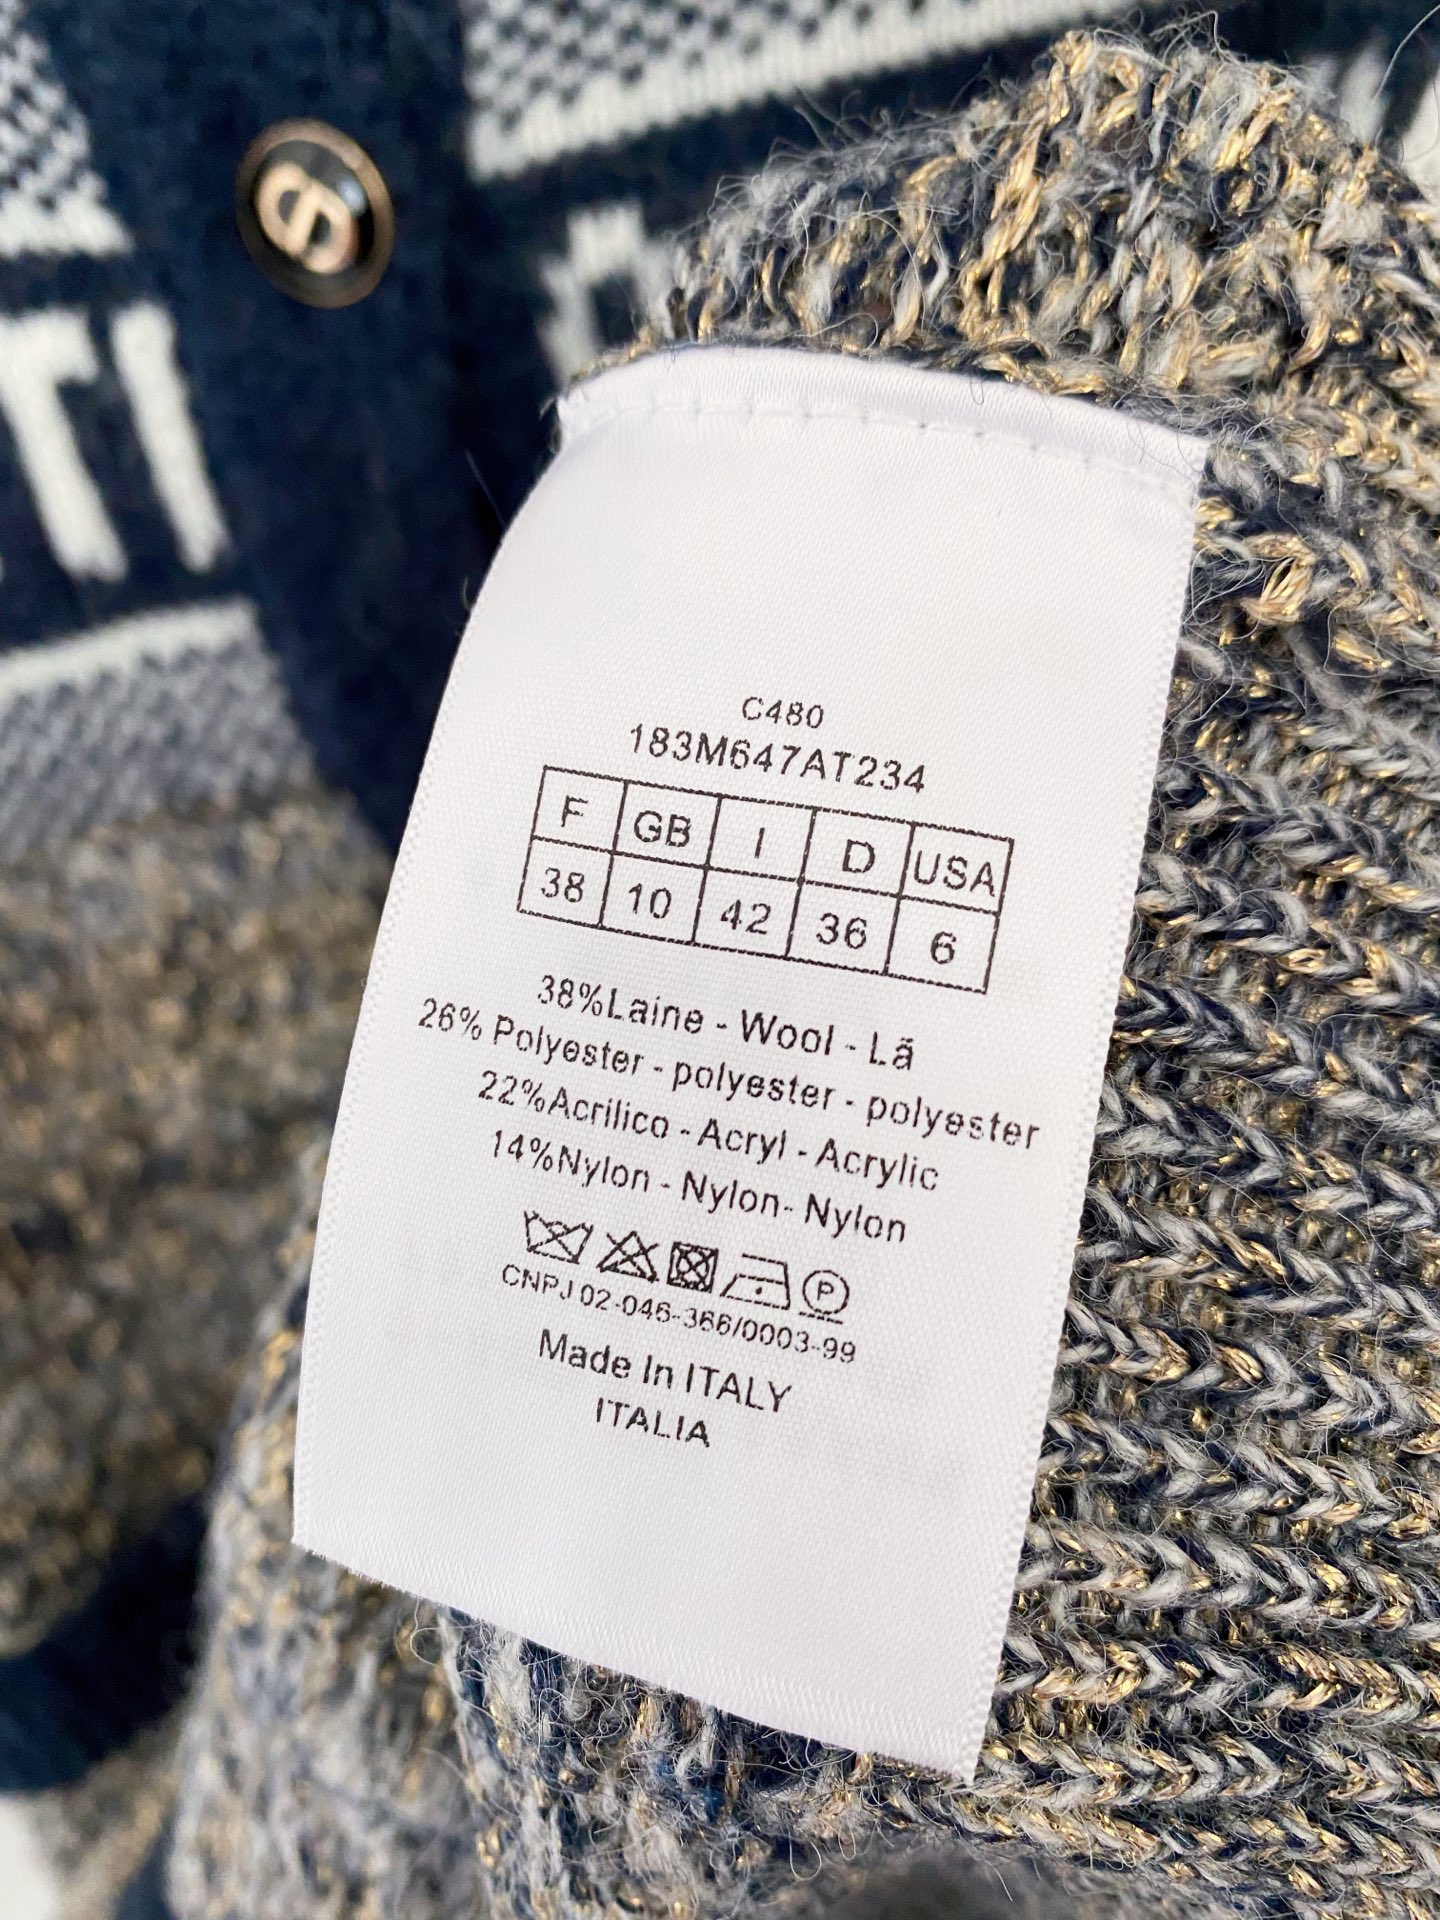 C480
183M647AT234
F GB I D USA
38 10 42 36 6
38%Laine - Wool - Lã
26% Polyester - polyester - polyester
22%Acrilico - Acryl - Acrylic
14%Nylon - Nylon- Nylon
P
CNPJ 02-046-366/0003-99
Made In ITALY
ITALIA